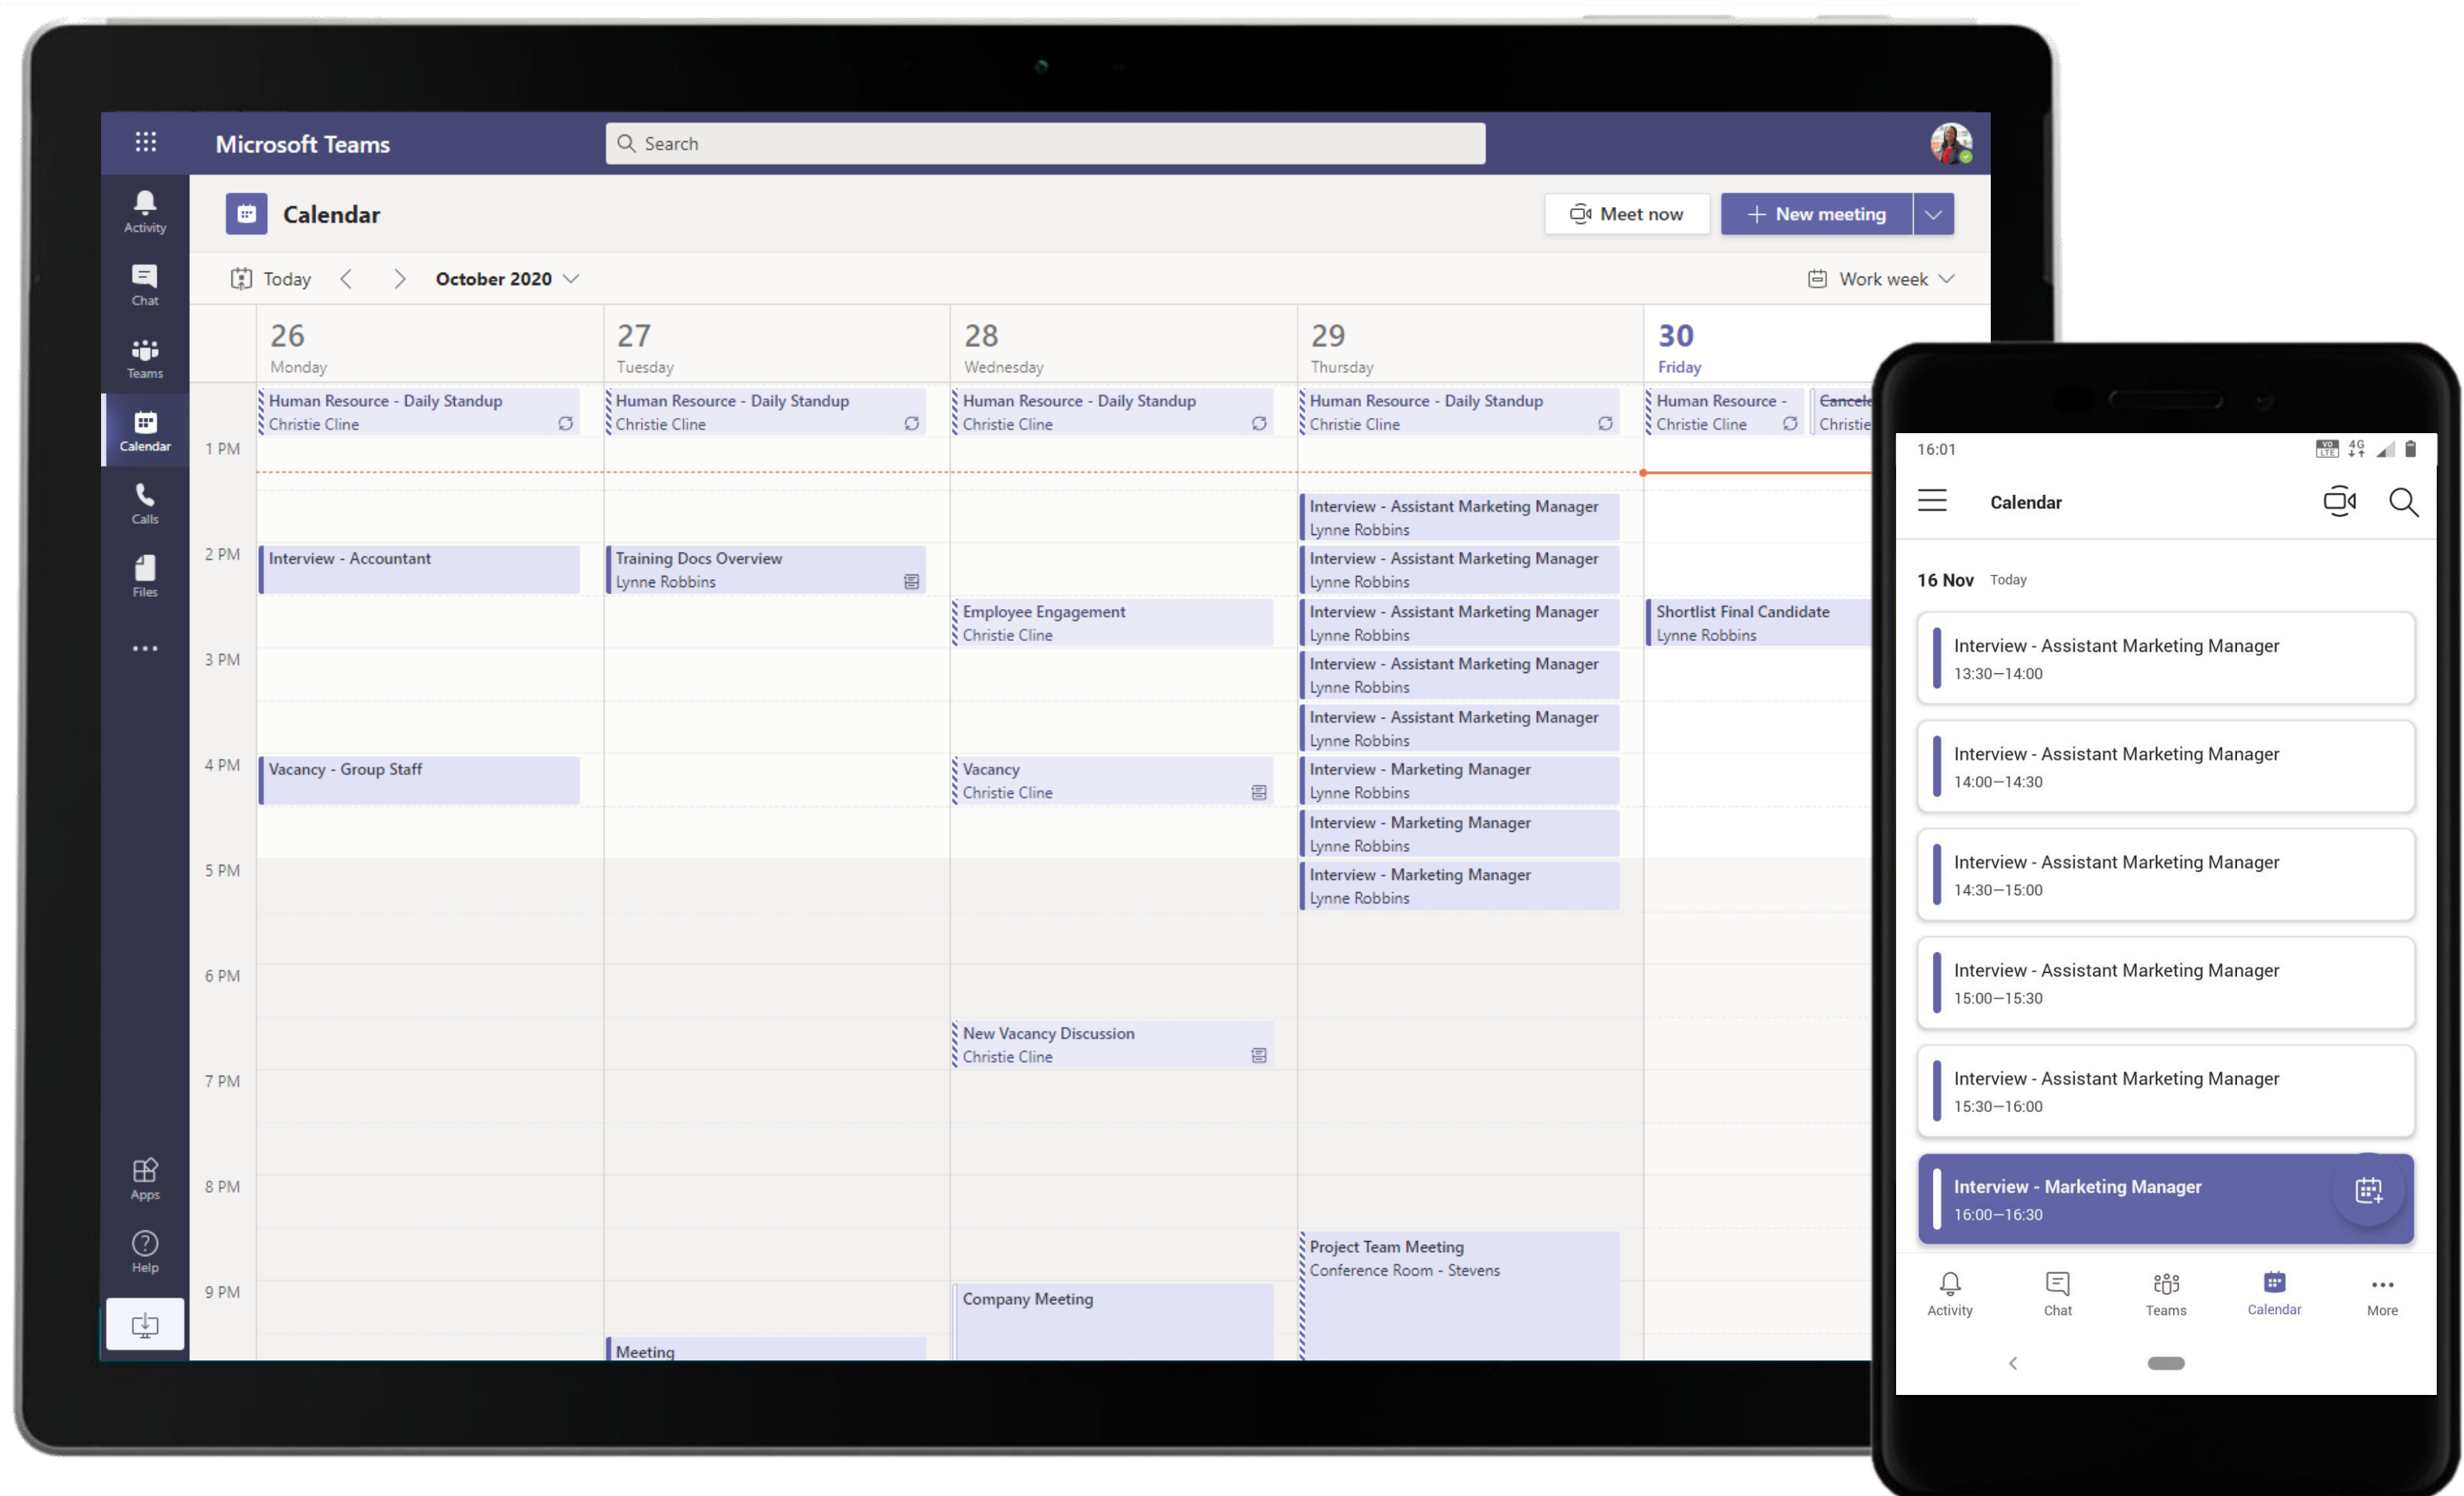 Microsoft Teams
Search
Activity
Chat
Teams
Calendar
Calls
Files
Apps
Help
Calendar
Meet now
New meeting
Today
October 2020
Work week
26
Monday
27
Tuesday
28
Wednesday
29
Thursday
30
Friday
1 PM
2 PM
3 PM
4 PM
5 PM
6 PM
7 PM
8 PM
9 PM
Human Resource - Daily Standup
Christie Cline
Interview - Accountant
Vacancy - Group Staff
Human Resource - Daily Standup
Christie Cline
Training Docs Overview
Lynne Robbins
Meeting
Human Resource - Daily Standup
Christie Cline
Employee Engagement
Christie Cline
Vacancy
Christie Cline
New Vacancy Discussion
Christie Cline
Company Meeting
Human Resource - Daily Standup
Christie Cline
Interview - Assistant Marketing Manager
Lynne Robbins
Interview - Assistant Marketing Manager
Lynne Robbins
Interview - Assistant Marketing Manager
Lynne Robbins
Interview - Assistant Marketing Manager
Lynne Robbins
Interview - Assistant Marketing Manager
Lynne Robbins
Interview - Marketing Manager
Lynne Robbins
Interview - Marketing Manager
Lynne Robbins
Interview - Marketing Manager
Lynne Robbins
Project Team Meeting
Conference Room - Stevens
Human Resource -
Christie Cline
Cancele
Christie
Shortlist Final Candidate
Lynne Robbins
16:01
VO LTE 4G
Calendar
16 Nov Today
Interview - Assistant Marketing Manager
13:30—14:00
Interview - Assistant Marketing Manager
14:00—14:30
Interview - Assistant Marketing Manager
14:30—15:00
Interview - Assistant Marketing Manager
15:00—15:30
Interview - Assistant Marketing Manager
15:30—16:00
Interview - Marketing Manager
16:00—16:30
Activity
Chat
Teams
Calendar
More